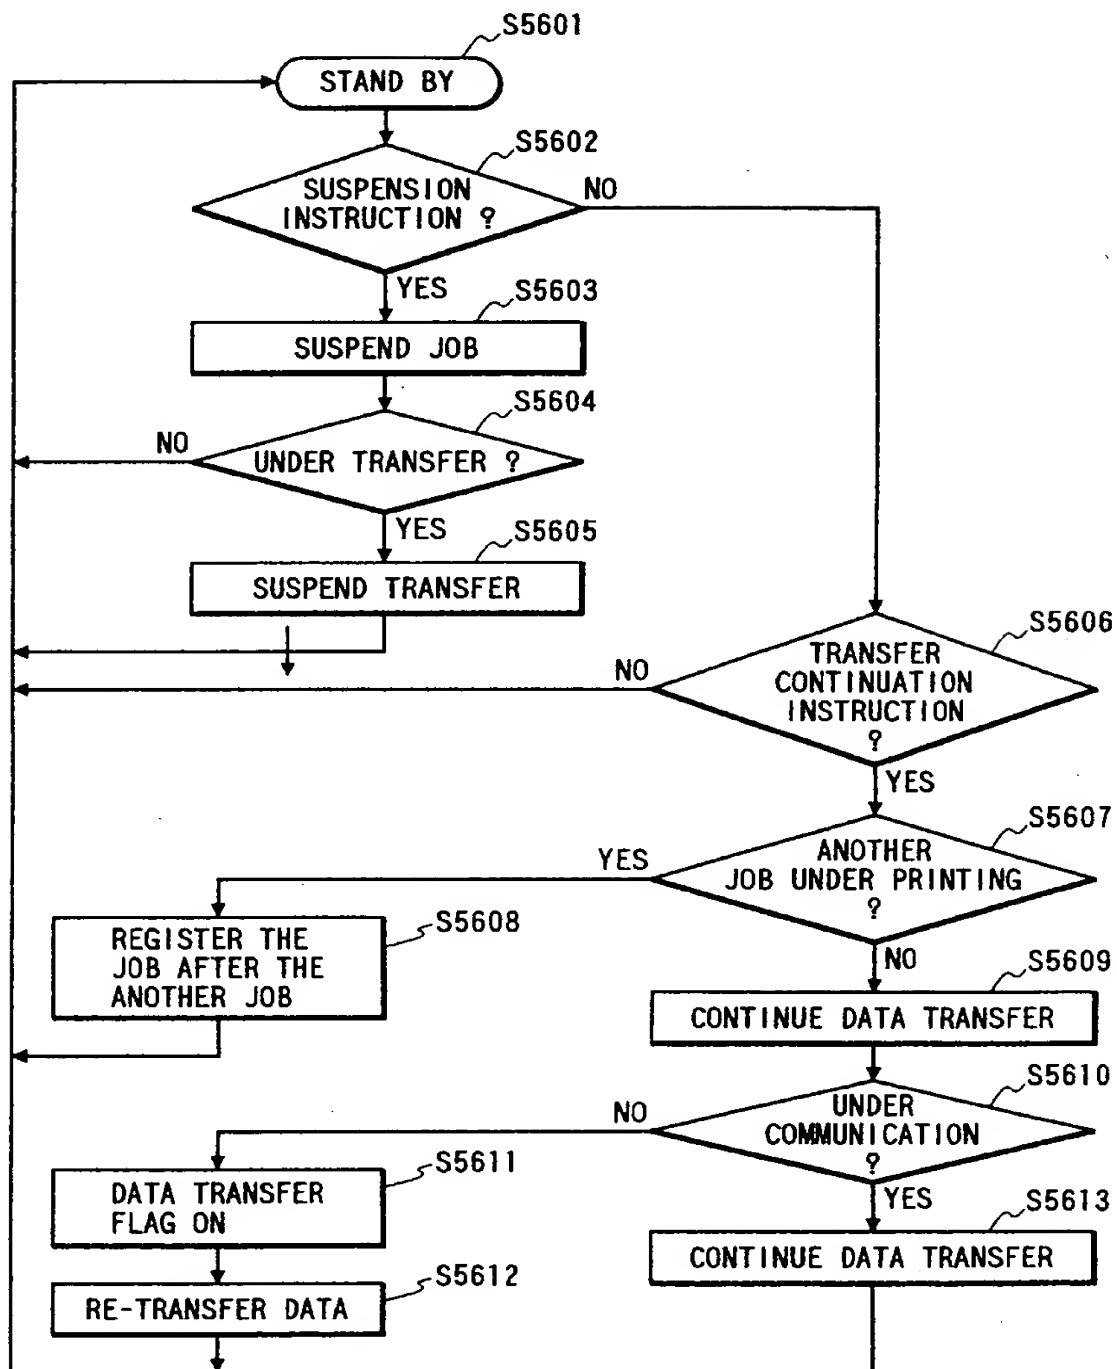 S5601
STAND BY
S5602
SUSPENSION
INSTRUCTION ?
NO
YES
S5603
SUSPEND JOB
S5604
NO
UNDER TRANSFER ?
YES
S5605
SUSPEND TRANSFER
S5606
NO
TRANSFER
CONTINUATION
INSTRUCTION
?
YES
S5607
YES
ANOTHER
JOB UNDER PRINTING
?
S5608
REGISTER THE
JOB AFTER THE
ANOTHER JOB
NO
S5609
CONTINUE DATA TRANSFER
S5610
NO
UNDER
COMMUNICATION
?
S5611
DATA TRANSFER
FLAG ON
YES
S5613
CONTINUE DATA TRANSFER
S5612
RE-TRANSFER DATA